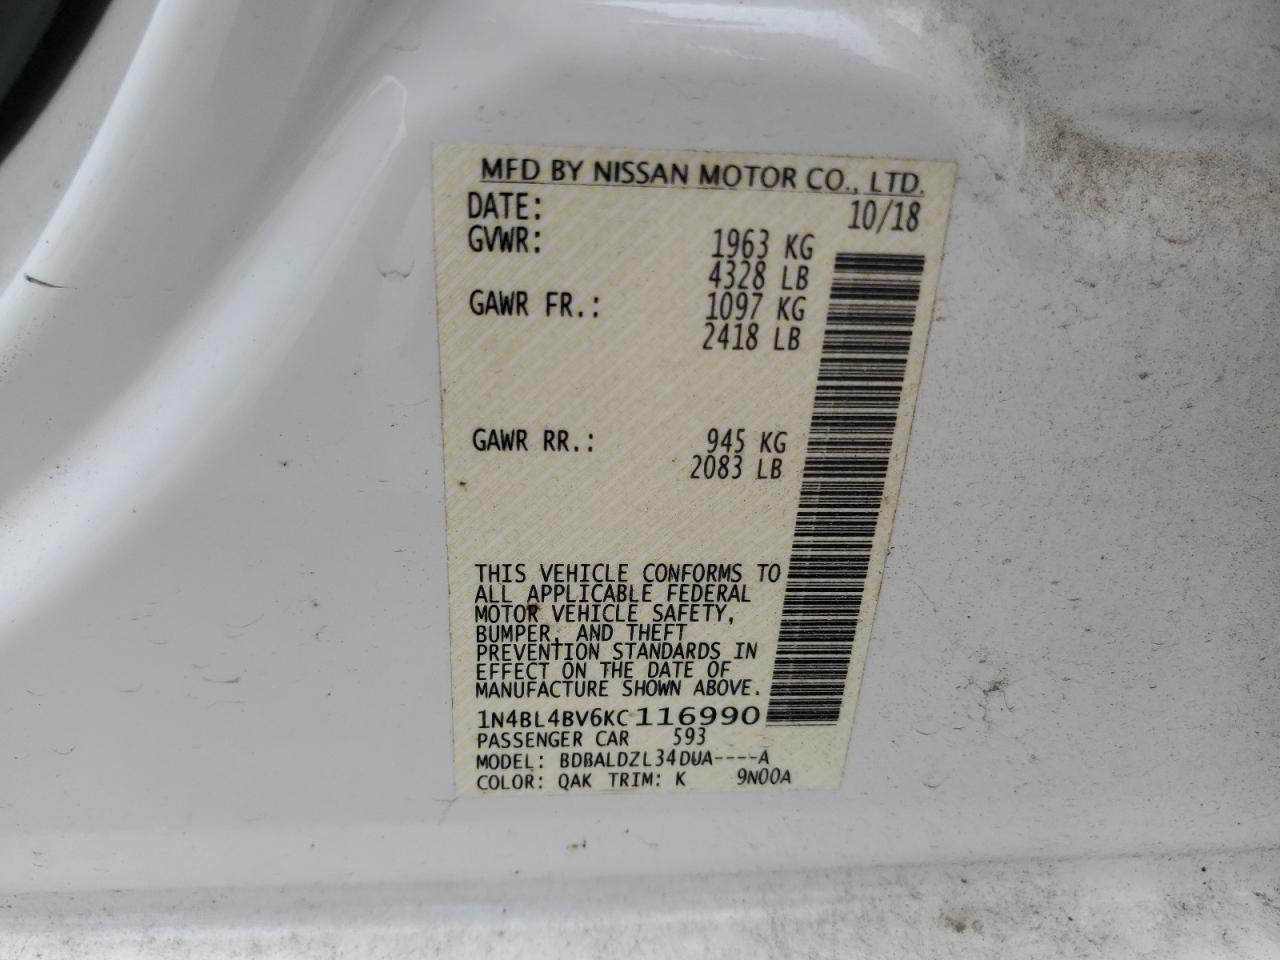 MFD BY NISSAN MOTOR CO., LTD.
DATE: 10/18
GVWR: 1963 KG
4328 LB
GAWR FR.: 1097 KG
2418 LB
GAWR RR.: 945 KG
2083 LB
THIS VEHICLE CONFORMS TO
ALL APPLICABLE FEDERAL
MOTOR VEHICLE SAFETY,
BUMPER, AND THEFT
PREVENTION STANDARDS IN
EFFECT ON THE DATE OF
MANUFACTURE SHOWN ABOVE.
1N4BL4BV6KC116990
PASSENGER CAR 593
MODEL: BDBALDZL34DUA----A
COLOR: QAK TRIM: K 9N00A